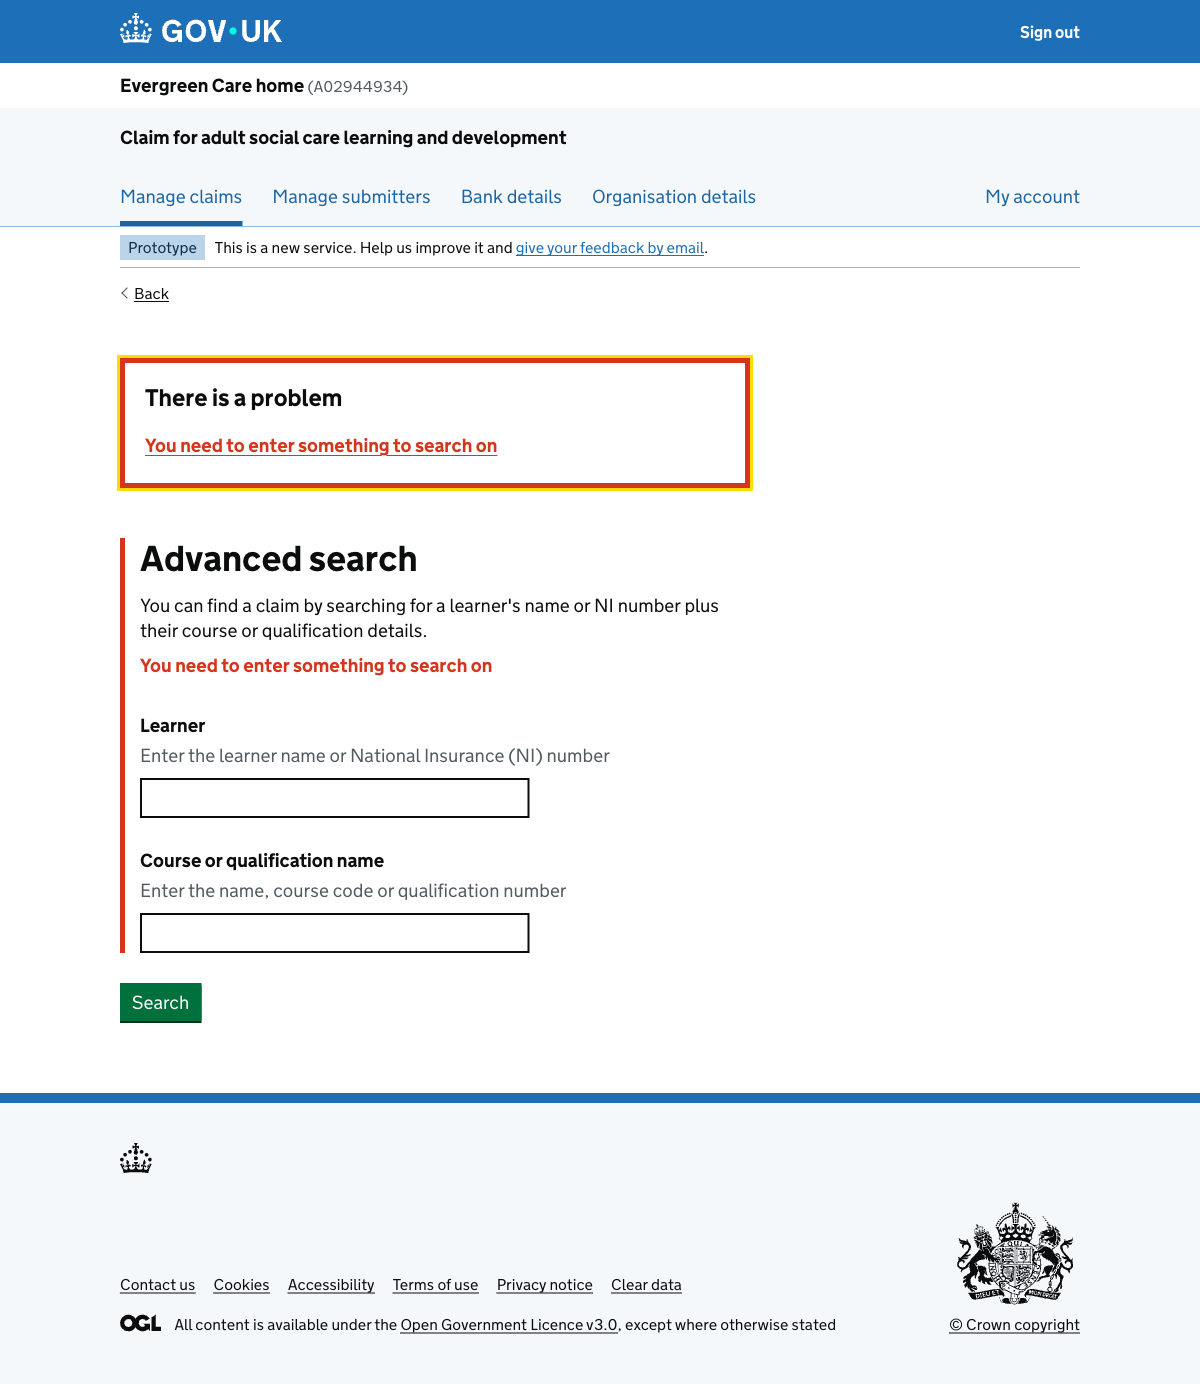 GOV·UK
Sign out
Evergreen Care home (A02944934)
Claim for adult social care learning and development
Manage claims
Manage submitters
Bank details
Organisation details
My account
Prototype
This is a new service. Help us improve it and give your feedback by email.
Back
There is a problem
You need to enter something to search on
Advanced search
You can find a claim by searching for a learner's name or NI number plus
their course or qualification details.
You need to enter something to search on
Learner
Enter the learner name or National Insurance (NI) number
Course or qualification name
Enter the name, course code or qualification number
Search
Contact us
Cookies
Accessibility
Terms of use
Privacy notice
Clear data
OGL
All content is available under the Open Government Licence v3.0, except where otherwise stated
© Crown copyright